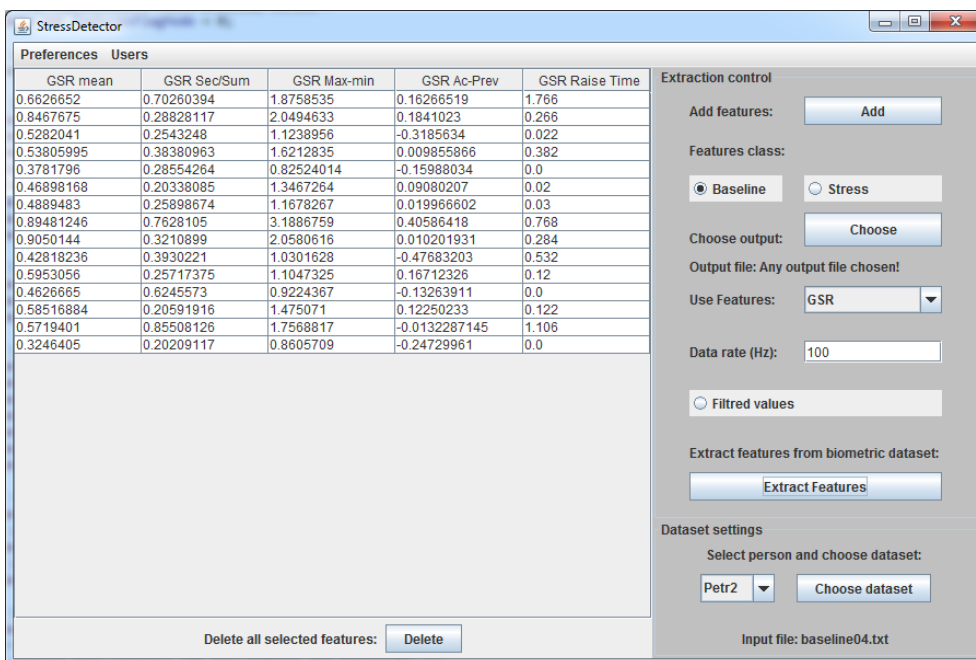 StressDetector
Preferences Users
GSR mean GSR Sec/Sum GSR Max-min GSR Ac-Prev GSR Raise Time
0.6626652 0.70260394 1.8758535 0.16266519 1.766
0.8467675 0.28828117 2.0494633 0.1841023 0.266
0.5282041 0.2543248 1.1238956 -0.3185634 0.022
0.53805995 0.38380963 1.6212835 0.009855866 0.382
0.3781796 0.28554264 0.82524014 -0.15988034 0.0
0.46898168 0.20338085 1.3467264 0.09080207 0.02
0.4889483 0.25898674 1.1678267 0.019966602 0.03
0.89481246 0.7628105 3.1886759 0.40586418 0.768
0.9050144 0.3210899 2.0580616 0.010201931 0.284
0.42818236 0.3930221 1.0301628 -0.47683203 0.532
0.5953056 0.25717375 1.1047325 0.16712326 0.12
0.4626665 0.6245573 0.9224367 -0.13263911 0.0
0.58516884 0.20591916 1.475071 0.12250233 0.122
0.5719401 0.85508126 1.7568817 -0.0132287145 1.106
0.3246405 0.20209117 0.8605709 -0.24729961 0.0
Delete all selected features: Delete
Extraction control
Add features: Add
Features class:
Baseline Stress
Choose output: Choose
Output file: Any output file chosen!
Use Features: GSR
Data rate (Hz): 100
Filtred values
Extract features from biometric dataset:
Extract Features
Dataset settings
Select person and choose dataset:
Petr2 Choose dataset
Input file: baseline04.txt